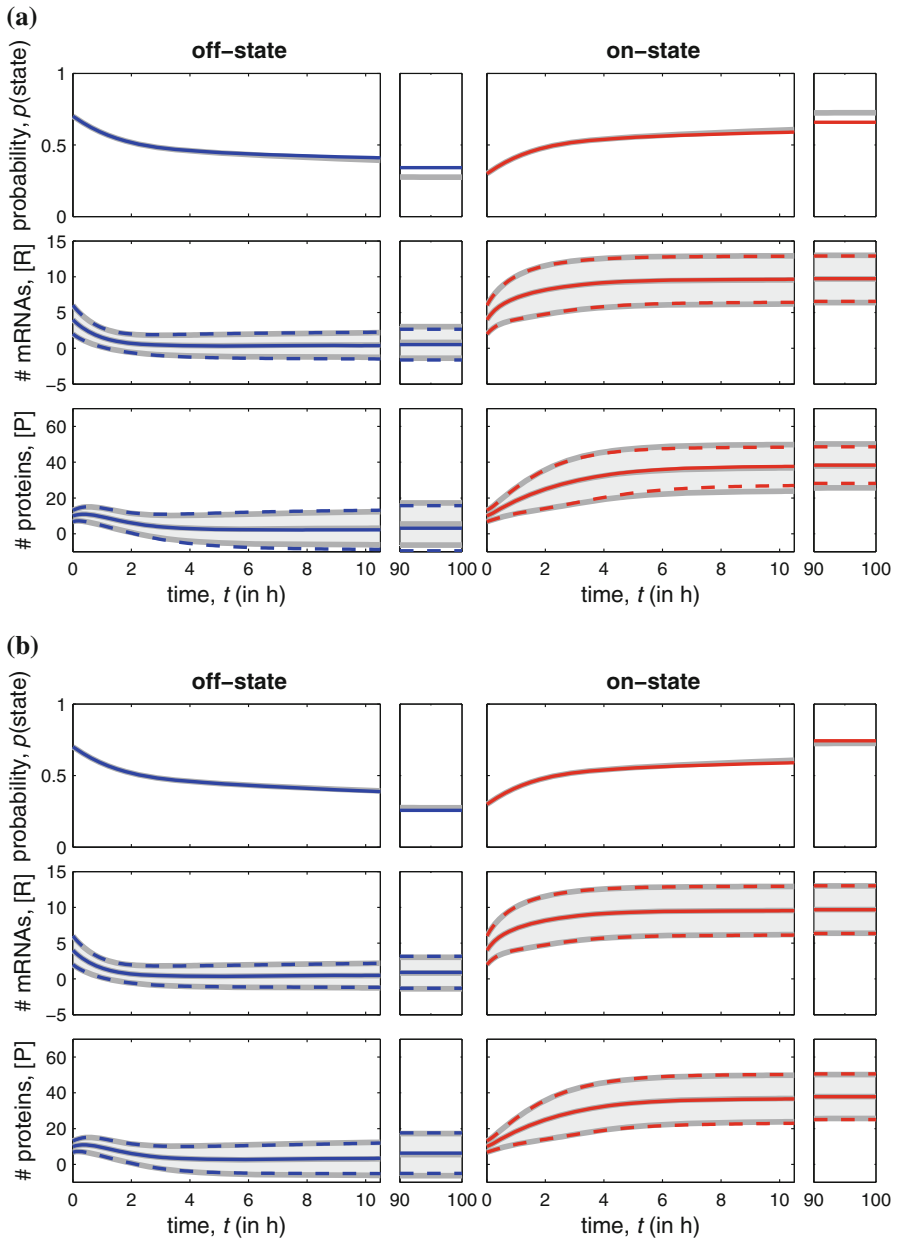 (a)
off−state
on−state
probability, p(state)
1
0.5
0
# mRNAs, [R]
15
10
5
0
−5
# proteins, [P]
60
40
20
0
0 2 4 6 8 10 90 100 0 2 4 6 8 10 90 100
time, t (in h)
time, t (in h)
(b)
off−state
on−state
probability, p(state)
1
0.5
0
# mRNAs, [R]
15
10
5
0
−5
# proteins, [P]
60
40
20
0
0 2 4 6 8 10 90 100 0 2 4 6 8 10 90 100
time, t (in h)
time, t (in h)